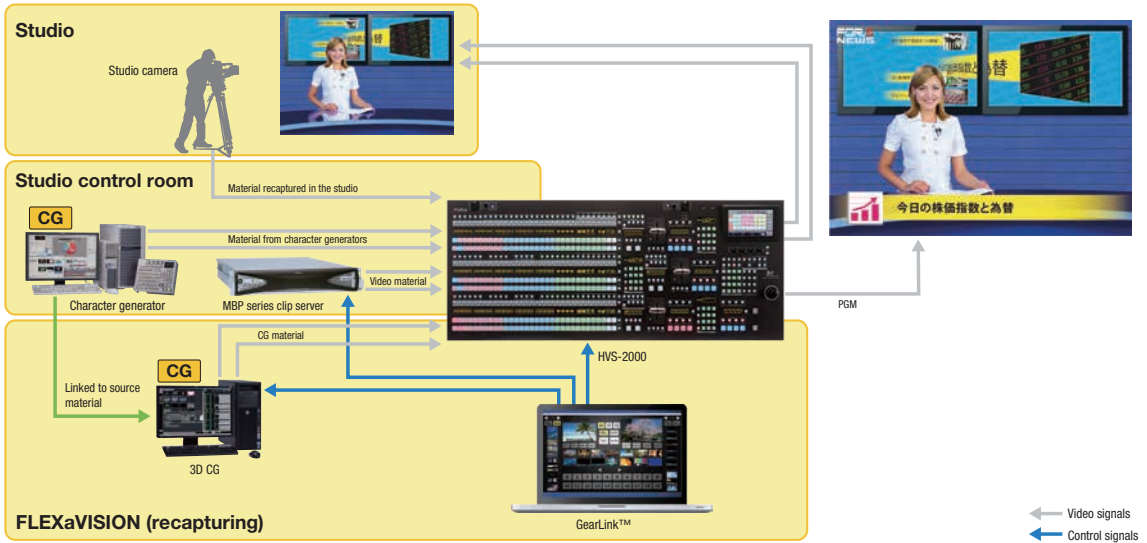 Studio
Studio camera
FOR.A
NEWS
今日の株価指数と為替
Studio control room
Material recaptured in the studio
CG
Material from character generators
Video material
Character generator
MBP series clip server
PGM
CG material
HVS-2000
CG
Linked to source
material
3D CG
FLEXaVISION (recapturing)
GearLink™
Video signals
Control signals